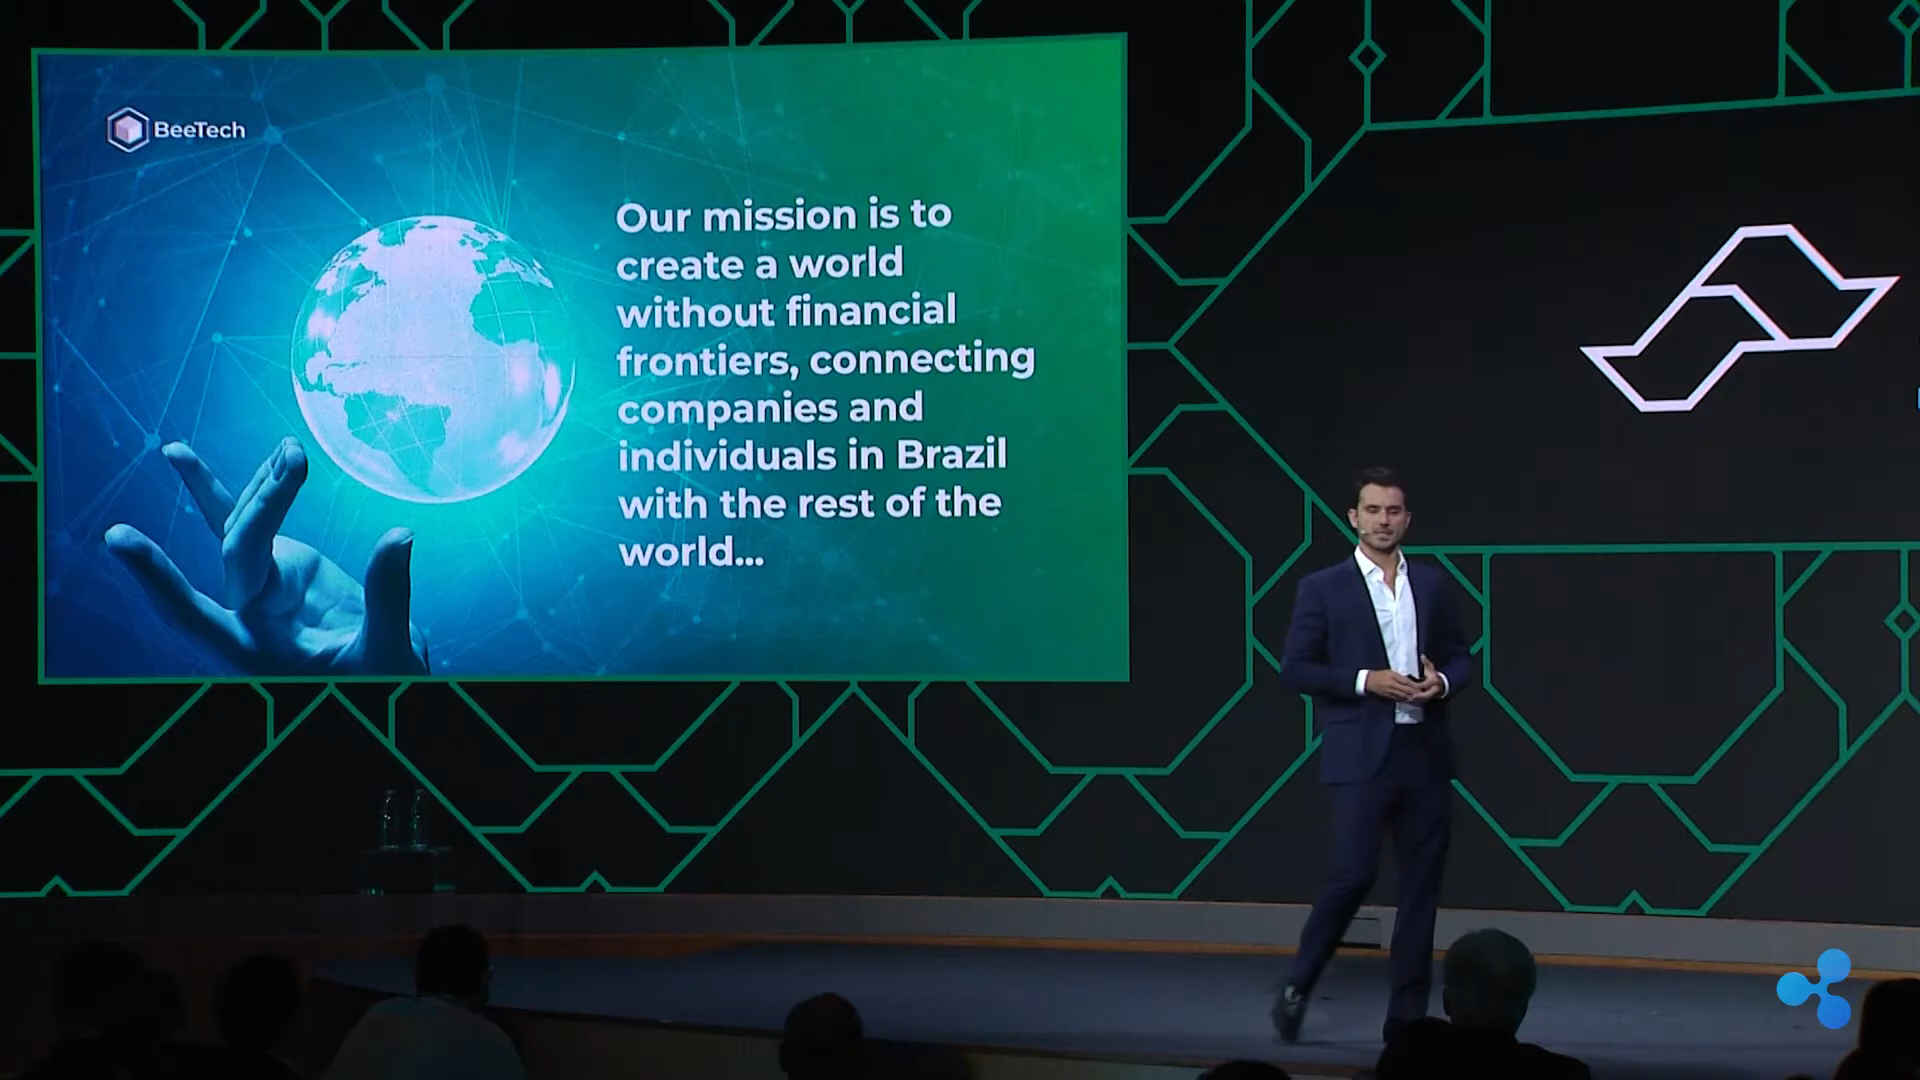 BeeTech
Our mission is to
create a world
without financial
frontiers, connecting
companies and
individuals in Brazil
with the rest of the
world...